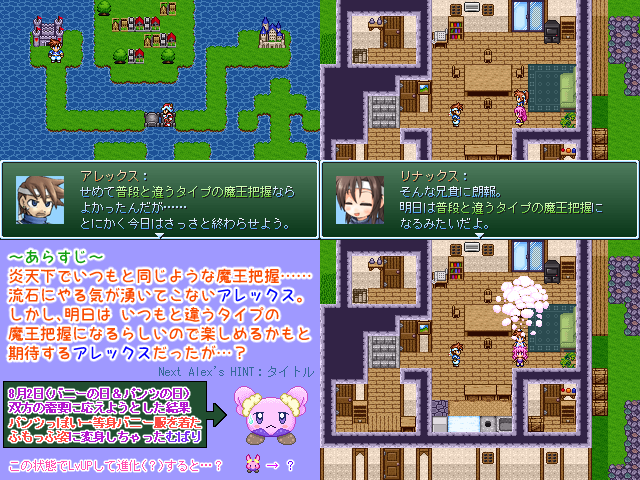 アレックス：
せめて普段と違うタイプの魔王把握なら
よかったんだが……
とにかく今日はさっさと終わらせよう。
リナックス：
そんな兄貴に朗報。
明日は普段と違うタイプの魔王把握に
なるみたいだよ。
～あらすじ～
炎天下でいつもと同じような魔王把握……
流石にやる気が湧いてこないアレックス。
しかし、明日は いつもと違うタイプの
魔王把握になるらしいので楽しめるかもと
期待するアレックスだったが…？
Next Alex's HINT：タイトル
8月2日(バニーの日＆パンツの日)
双方の需要に応えようとした結果
パンツっぽい一等身バニー服を着た
ふもっふ姿に変身しちゃったとばり
この状態でLvUPして進化(?)すると…？
→ ？